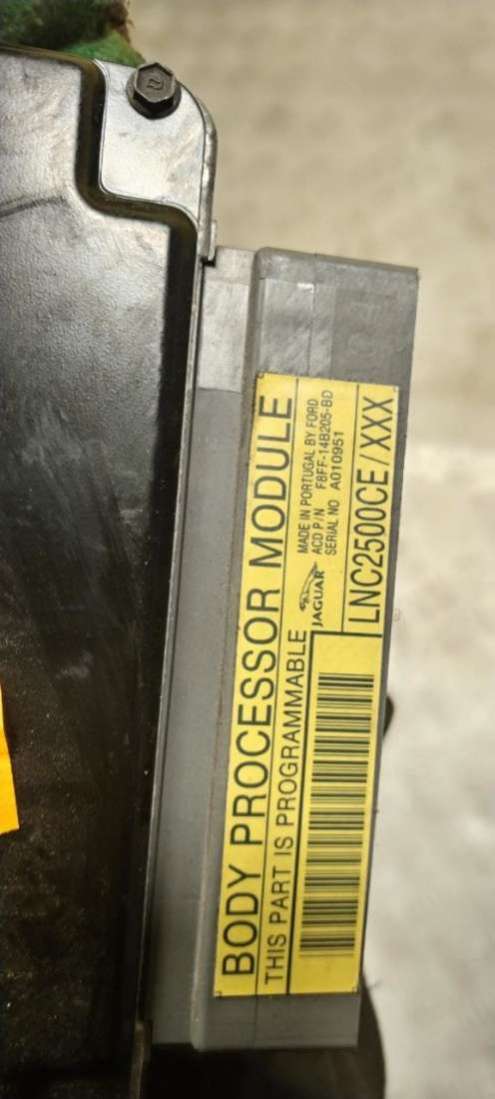 BODY PROCESSOR MODULE
THIS PART IS PROGRAMMABLE
JAGUAR
MADE IN PORTUGAL BY FORD
ACD P/N F8FF-14B205-BD
SERIAL NO A010951
LNC2500CE/XXX